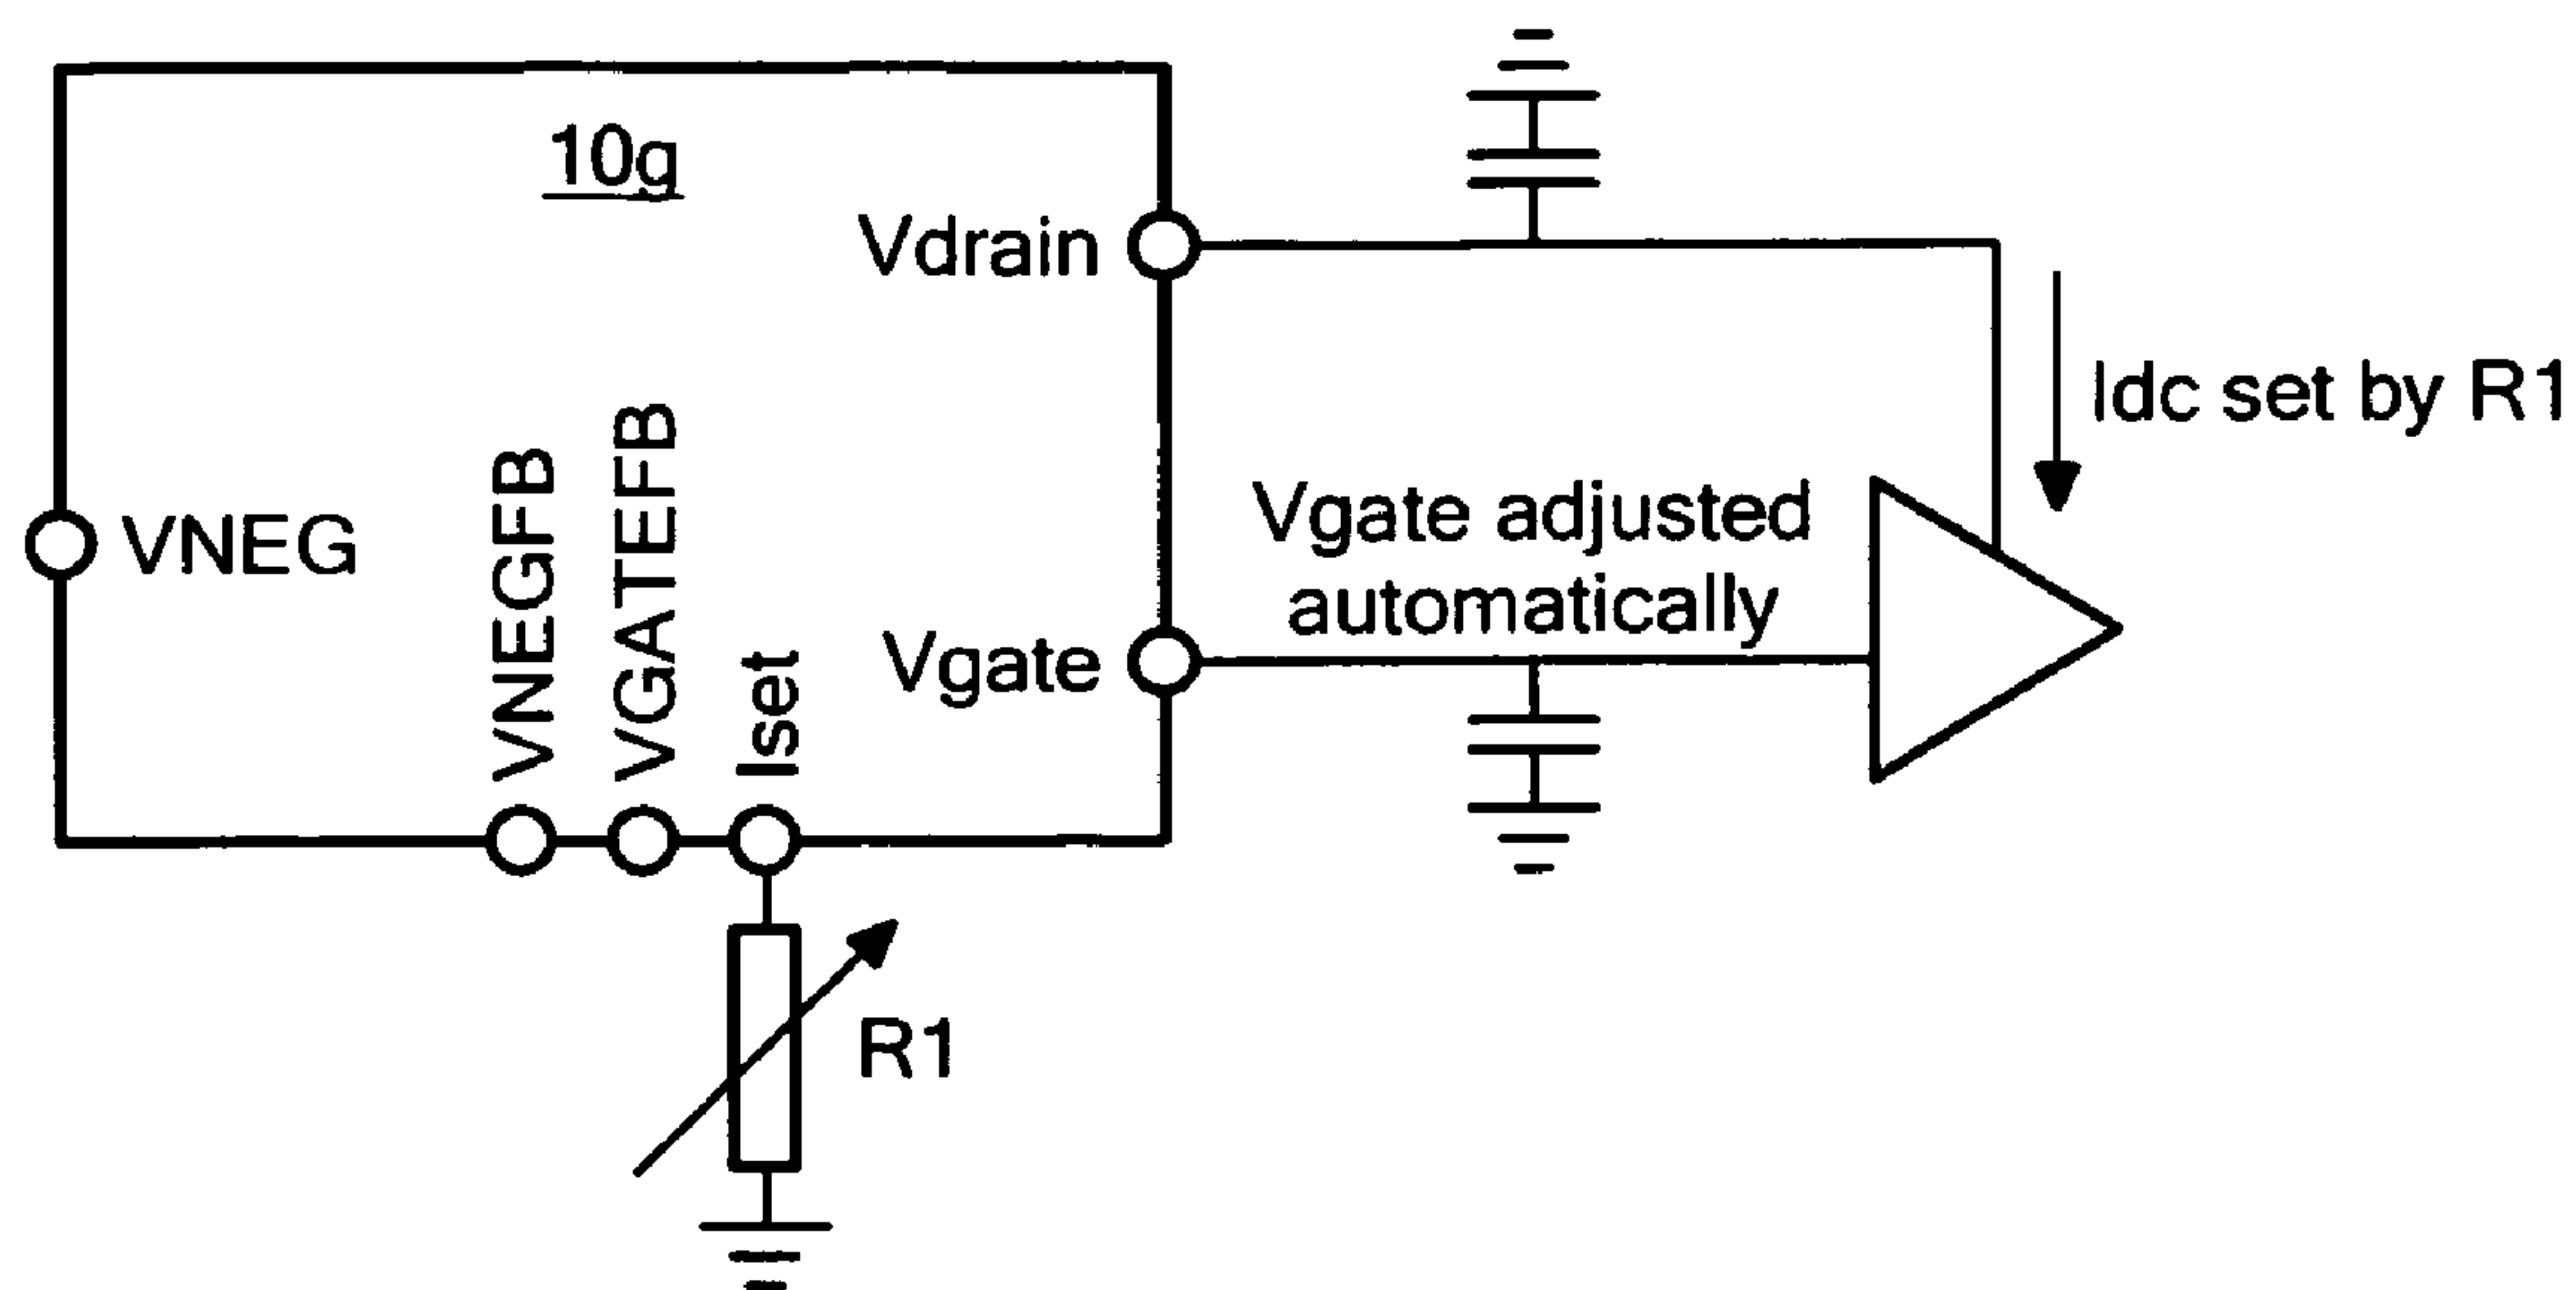 10g
Vdrain
Idc set by R1
VNEG
VNEGFB
VGATEFB
Iset
Vgate
Vgate adjusted
automatically
R1